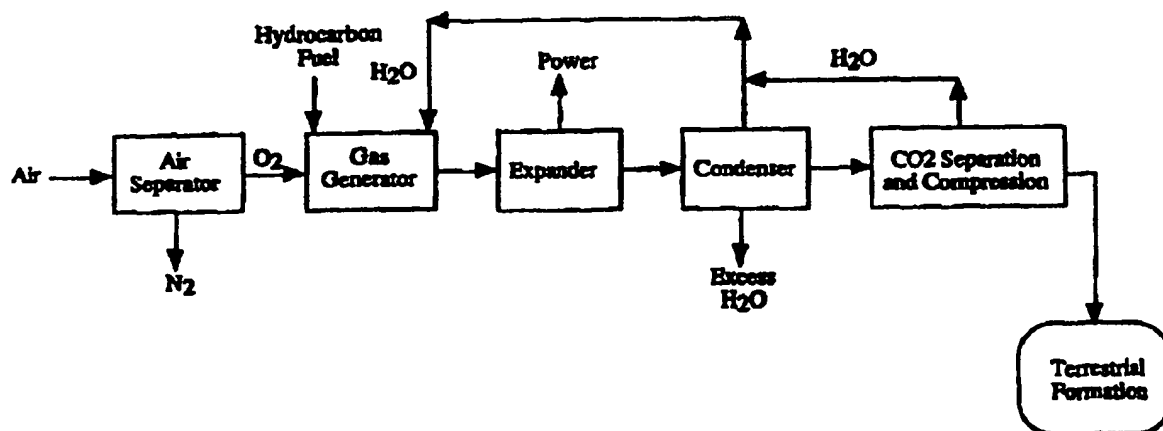 Hydrocarbon
Fuel
H2O
Power
H2O
Air
Air
Separator
O2
Gas
Generator
Expander
Condenser
CO2 Separation
and Compression
N2
Excess
H2O
Terrestrial
Formation